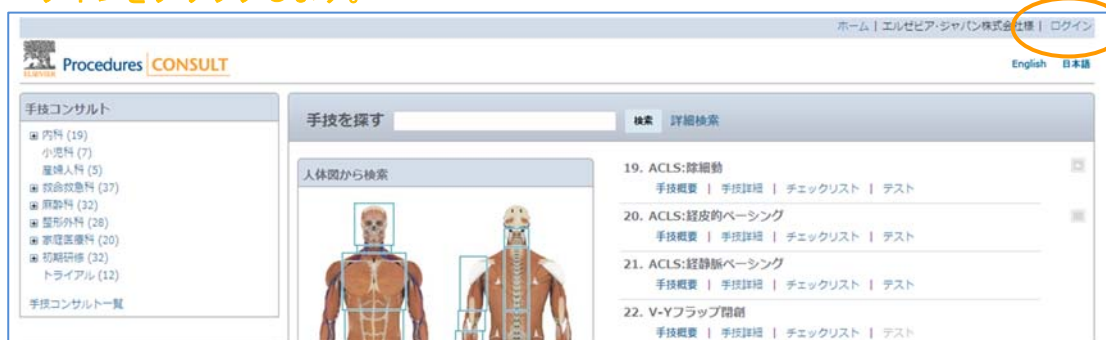 ホーム | エルゼビア・ジャパン株式会社様 | ログイン
ELSEVIER
Procedures CONSULT
English 日本語
手技コンサルト
内科 (19)
小児科 (7)
産婦人科 (5)
救命救急科 (37)
麻酔科 (32)
整形外科 (28)
家庭医療科 (20)
初期研修 (32)
トライアル (12)
手技コンサルト一覧
手技を探す 検索 詳細検索
人体図から検索
19. ACLS:除細動
手技概要 | 手技詳細 | チェックリスト | テスト
20. ACLS:経皮的ペーシング
手技概要 | 手技詳細 | チェックリスト | テスト
21. ACLS:経静脈ペーシング
手技概要 | 手技詳細 | チェックリスト | テスト
22. V-Yフラップ閉創
手技概要 | 手技詳細 | チェックリスト | テスト